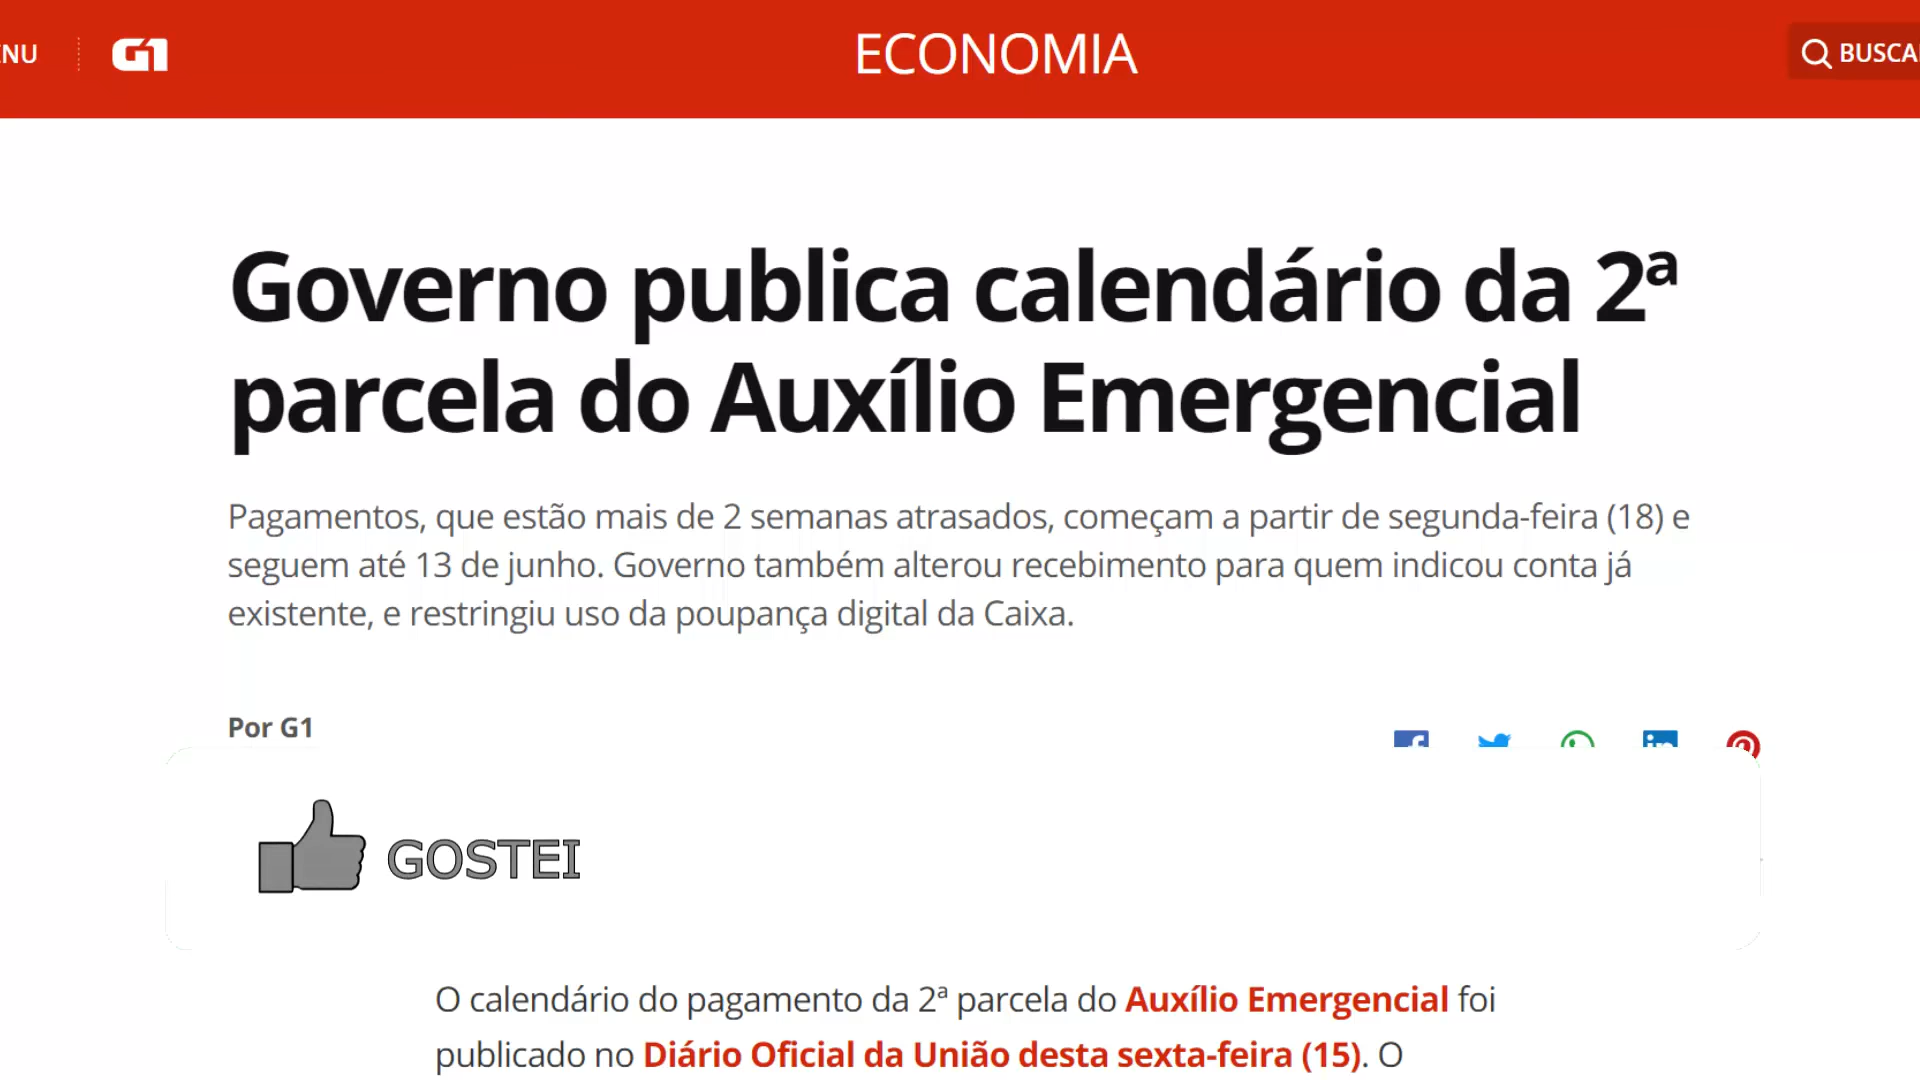 G1
ECONOMIA
Governo publica calendário da 2ª
parcela do Auxílio Emergencial
Pagamentos, que estão mais de 2 semanas atrasados, começam a partir de segunda-feira (18) e
seguem até 13 de junho. Governo também alterou recebimento para quem indicou conta já
existente, e restringiu uso da poupança digital da Caixa.
Por G1
GOSTEI
O calendário do pagamento da 2ª parcela do Auxílio Emergencial foi
publicado no Diário Oficial da União desta sexta-feira (15). O